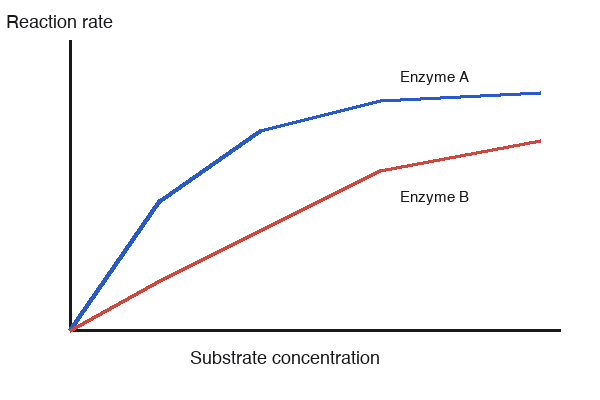 Reaction rate
Enzyme A
Enzyme B
Substrate concentration